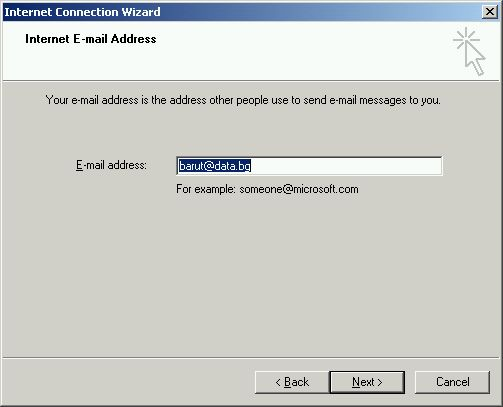 Internet Connection Wizard
Internet E-mail Address
Your e-mail address is the address other people use to send e-mail messages to you.
E-mail address: barut@data.bg
For example: someone@microsoft.com
< Back Next > Cancel